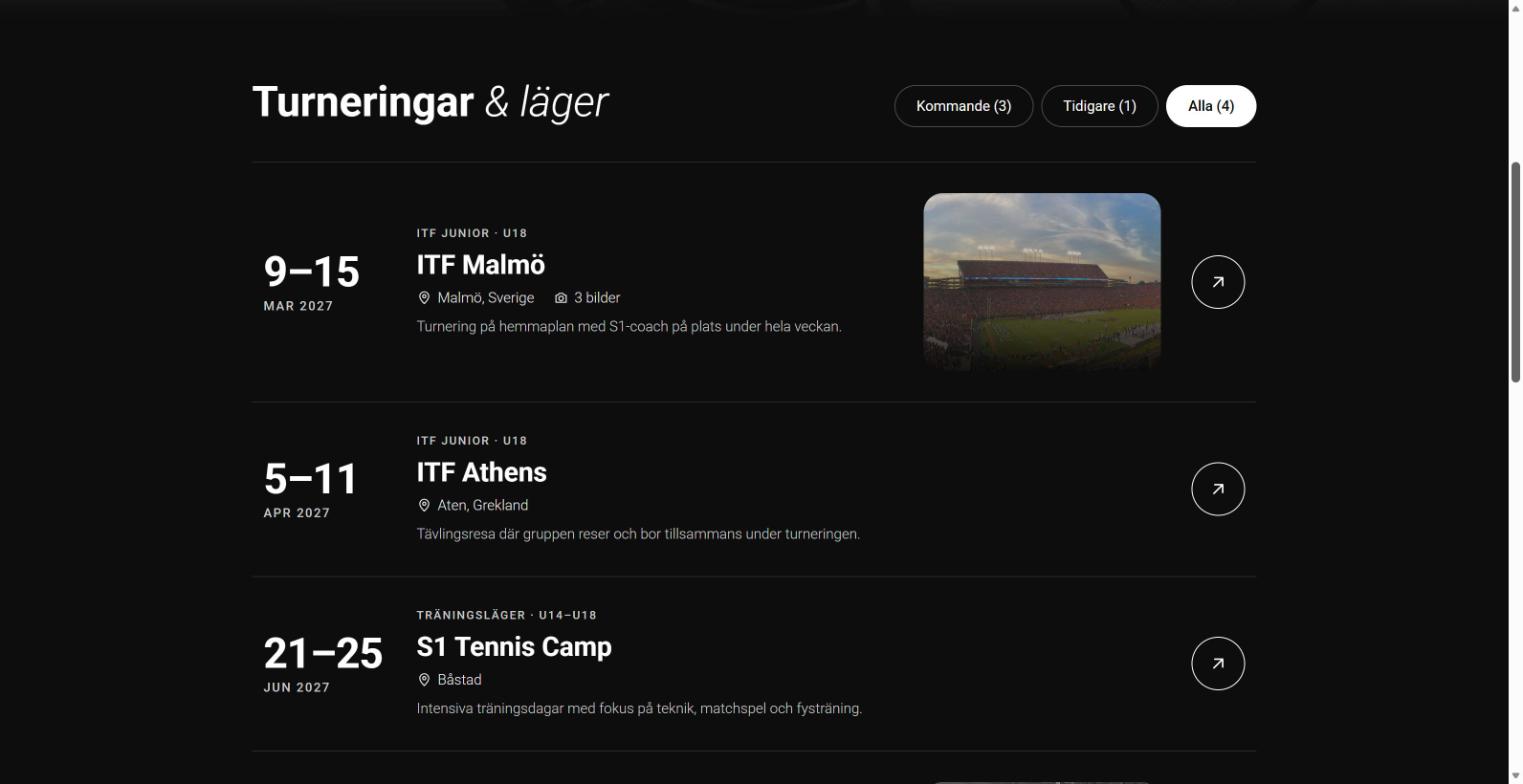 Turneringar & läger
Kommande (3)
Tidigare (1)
Alla (4)
9–15
MAR 2027
ITF JUNIOR · U18
ITF Malmö
Malmö, Sverige
3 bilder
Turnering på hemmaplan med S1-coach på plats under hela veckan.
5–11
APR 2027
ITF JUNIOR · U18
ITF Athens
Aten, Grekland
Tävlingsresa där gruppen reser och bor tillsammans under turneringen.
21–25
JUN 2027
TRÄNINGSLÄGER · U14–U18
S1 Tennis Camp
Båstad
Intensiva träningsdagar med fokus på teknik, matchspel och fysträning.